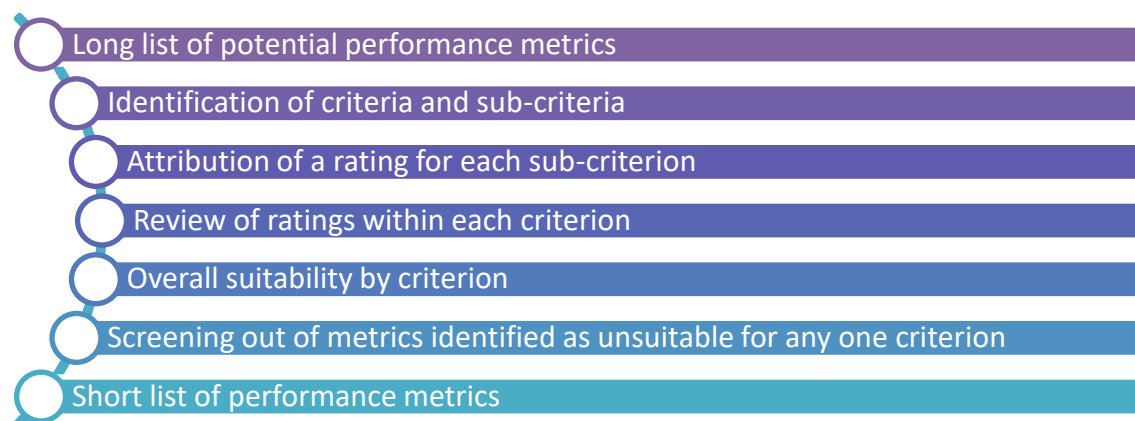 Long list of potential performance metrics
Identification of criteria and sub-criteria
Attribution of a rating for each sub-criterion
Review of ratings within each criterion
Overall suitability by criterion
Screening out of metrics identified as unsuitable for any one criterion
Short list of performance metrics